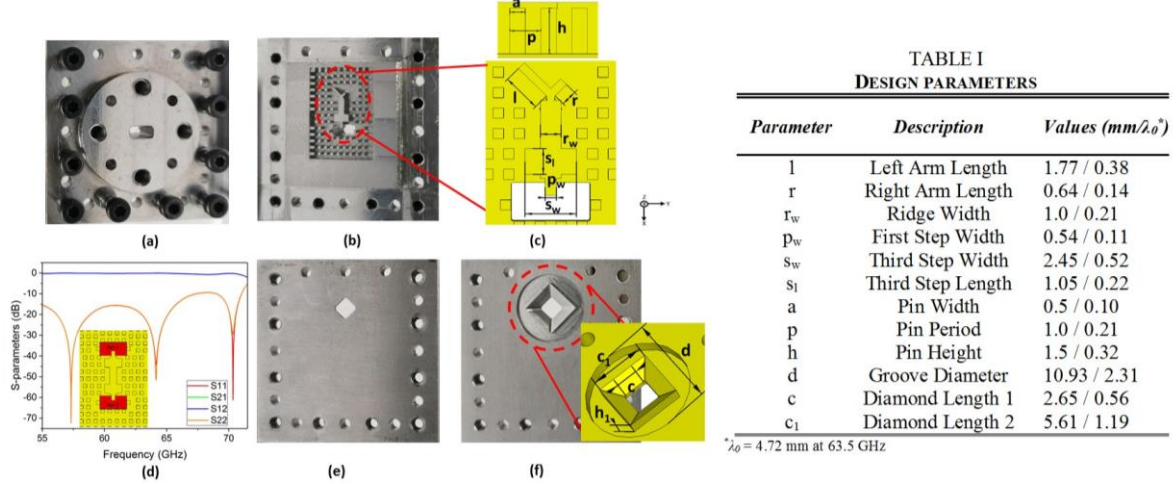 a
p
h
l
r
r_w
s_l
p_w
s_w
Z
Y
X
(a)
(b)
(c)
S-parameters (dB)
0
-10
-20
-30
-40
-50
-60
-70
S11
S21
S12
S22
55
60
65
70
Frequency (GHz)
c₁
d
c
h₁
(d)
(e)
(f)
TABLE I
DESIGN PARAMETERS
Parameter Description Values (mm/λ₀*)
l Left Arm Length 1.77 / 0.38
r Right Arm Length 0.64 / 0.14
r_w Ridge Width 1.0 / 0.21
p_w First Step Width 0.54 / 0.11
s_w Third Step Width 2.45 / 0.52
s_l Third Step Length 1.05 / 0.22
a Pin Width 0.5 / 0.10
p Pin Period 1.0 / 0.21
h Pin Height 1.5 / 0.32
d Groove Diameter 10.93 / 2.31
c Diamond Length 1 2.65 / 0.56
c₁ Diamond Length 2 5.61 / 1.19
*λ₀ = 4.72 mm at 63.5 GHz